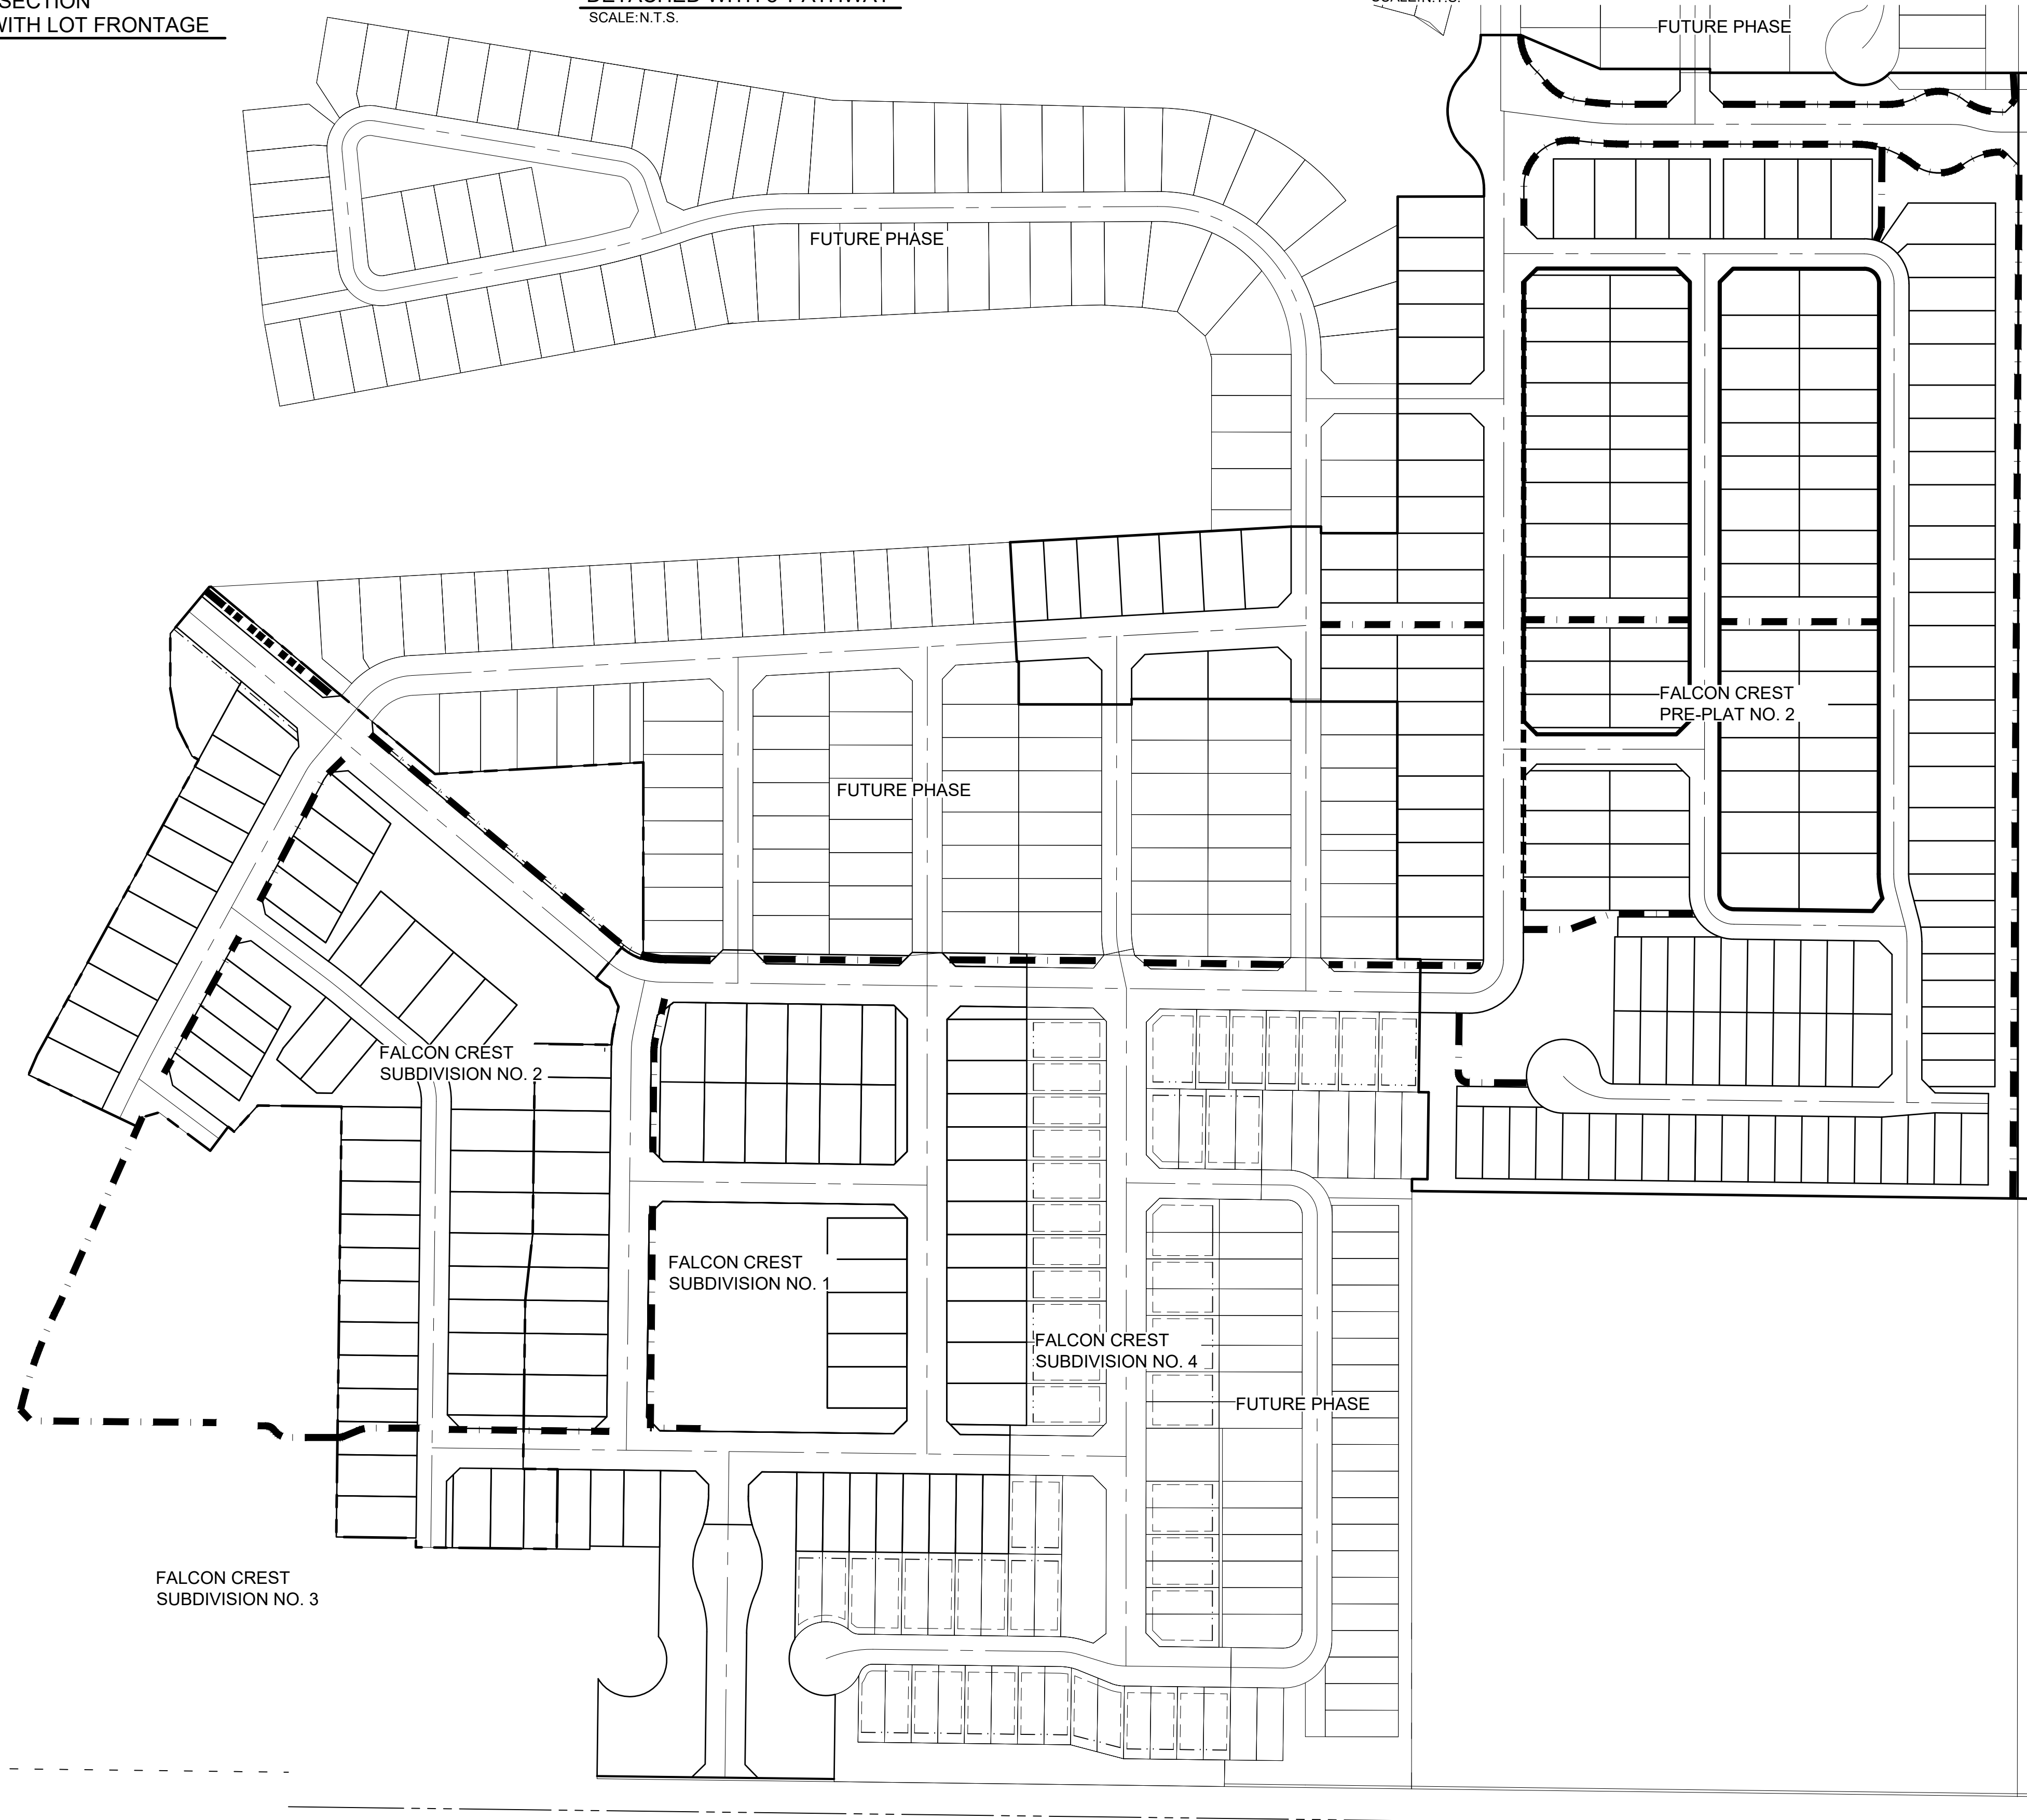 SECTION
WITH LOT FRONTAGE
SCALE:N.T.S.
FUTURE PHASE
FUTURE PHASE
FALCON CREST
PRE-PLAT NO. 2
FUTURE PHASE
FALCON CREST
SUBDIVISION NO. 2
FALCON CREST
SUBDIVISION NO. 1
FALCON CREST
SUBDIVISION NO. 4
FUTURE PHASE
FALCON CREST
SUBDIVISION NO. 3